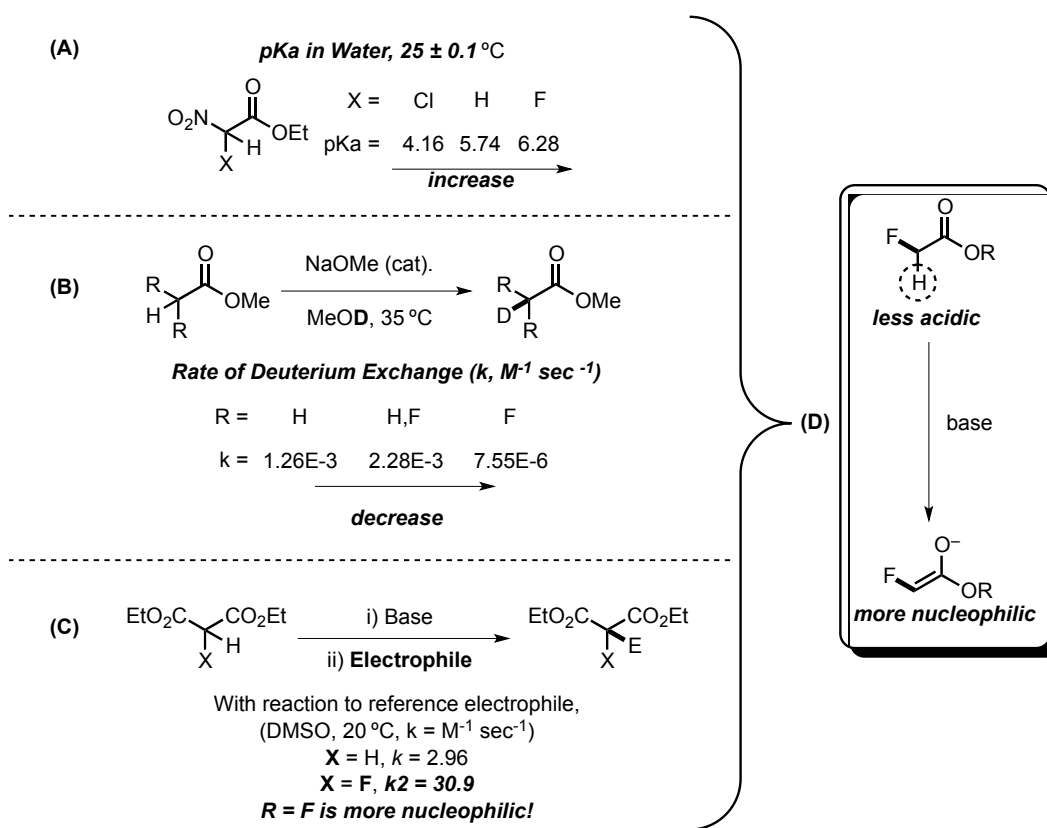 (A)
pKa in Water, 25 ± 0.1 ºC
O
O₂N
OEt
H
X
X = Cl H F
pKa = 4.16 5.74 6.28
increase
(B)
R
O
H
OMe
R
NaOMe (cat).
MeOD, 35 ºC
R
O
D
OMe
R
Rate of Deuterium Exchange (k, M⁻¹ sec ⁻¹)
R = H H,F F
k = 1.26E-3 2.28E-3 7.55E-6
decrease
(C)
EtO₂C CO₂Et
H
X
i) Base
ii) Electrophile
EtO₂C CO₂Et
E
X
With reaction to reference electrophile,
(DMSO, 20 ºC, k = M⁻¹ sec⁻¹)
X = H, k = 2.96
X = F, k2 = 30.9
R = F is more nucleophilic!
(D)
O
F
OR
H
less acidic
base
O⁻
F
OR
more nucleophilic